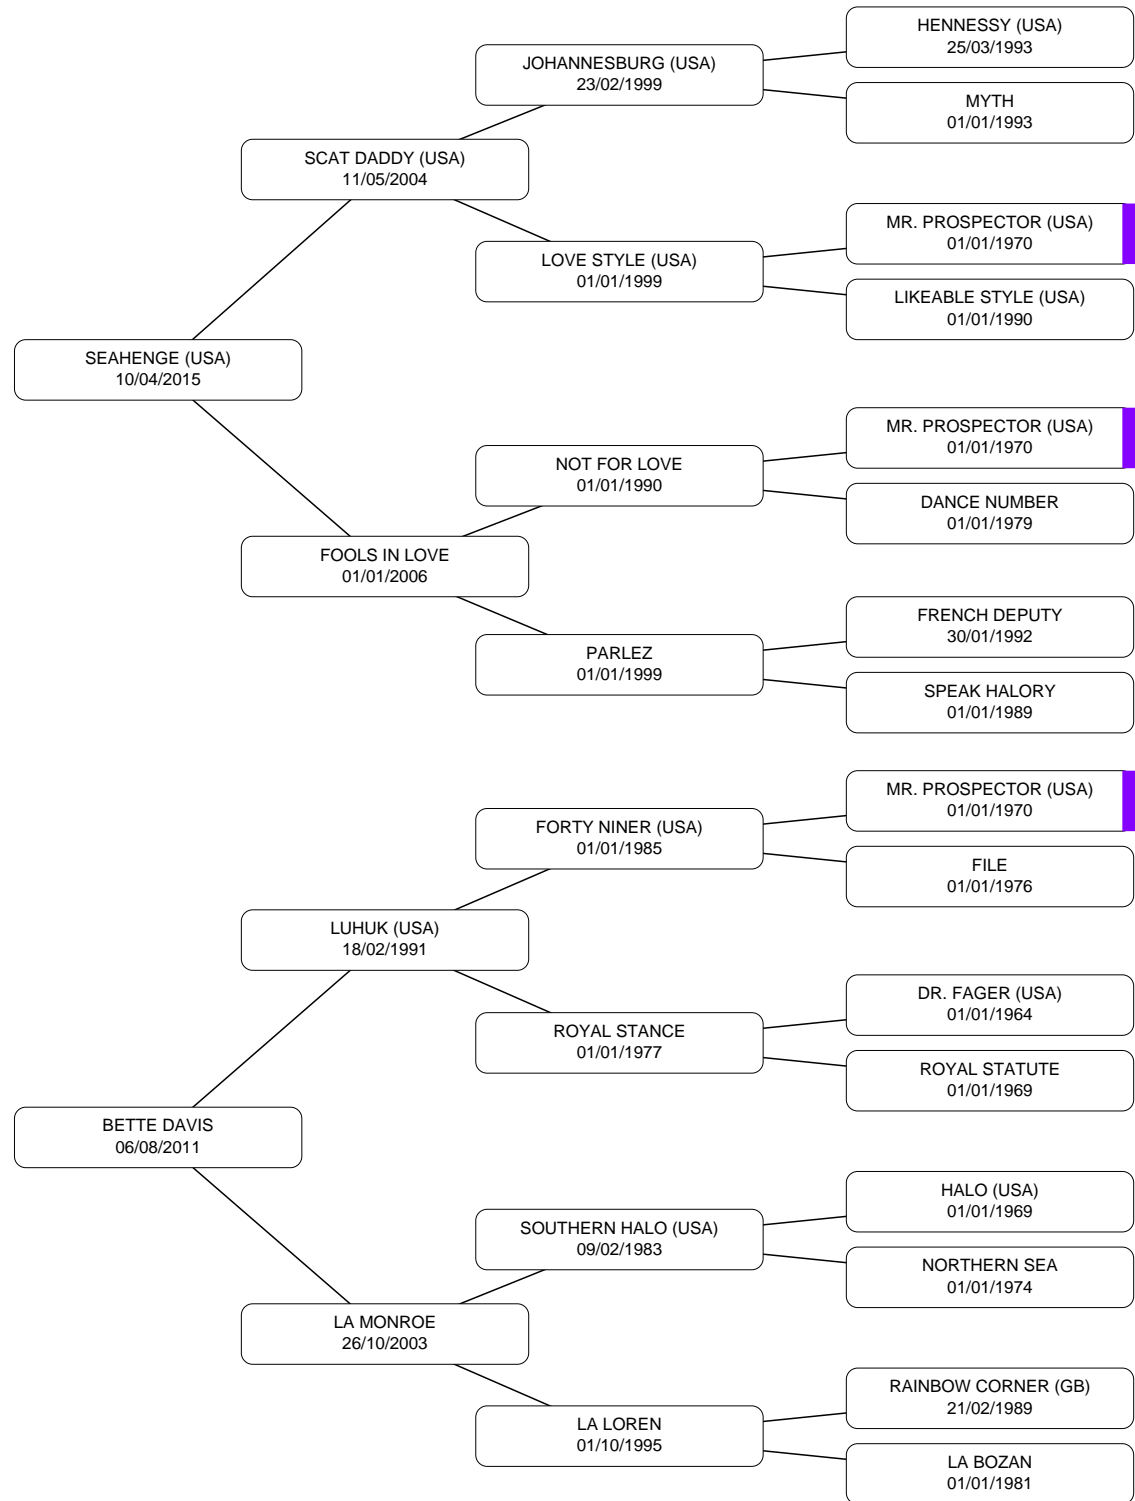 HENNESSY (USA)
25/03/1993
JOHANNESBURG (USA)
23/02/1999
MYTH
01/01/1993
SCAT DADDY (USA)
11/05/2004
MR. PROSPECTOR (USA)
01/01/1970
LOVE STYLE (USA)
01/01/1999
LIKEABLE STYLE (USA)
01/01/1990
SEAHENGE (USA)
10/04/2015
MR. PROSPECTOR (USA)
01/01/1970
NOT FOR LOVE
01/01/1990
DANCE NUMBER
01/01/1979
FOOLS IN LOVE
01/01/2006
FRENCH DEPUTY
30/01/1992
PARLEZ
01/01/1999
SPEAK HALORY
01/01/1989
MR. PROSPECTOR (USA)
01/01/1970
FORTY NINER (USA)
01/01/1985
FILE
01/01/1976
LUHUK (USA)
18/02/1991
DR. FAGER (USA)
01/01/1964
ROYAL STANCE
01/01/1977
ROYAL STATUTE
01/01/1969
BETTE DAVIS
06/08/2011
HALO (USA)
01/01/1969
SOUTHERN HALO (USA)
09/02/1983
NORTHERN SEA
01/01/1974
LA MONROE
26/10/2003
RAINBOW CORNER (GB)
21/02/1989
LA LOREN
01/10/1995
LA BOZAN
01/01/1981